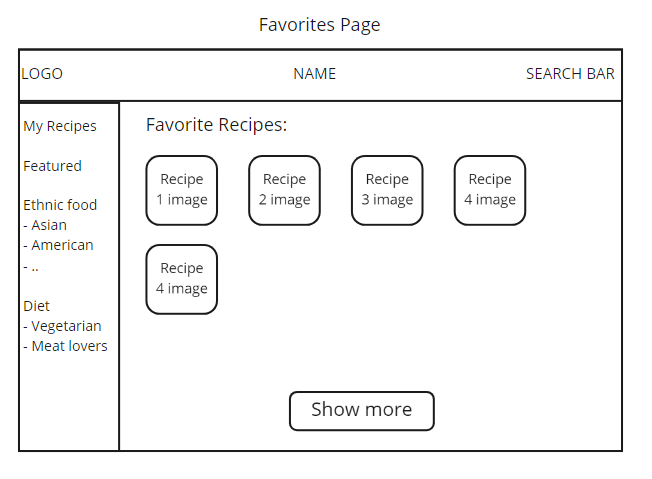 Favorites Page
LOGO NAME SEARCH BAR
My Recipes
Featured
Ethnic food
- Asian
- American
- ..
Diet
- Vegetarian
- Meat lovers
Favorite Recipes:
Recipe
1 image
Recipe
2 image
Recipe
3 image
Recipe
4 image
Recipe
4 image
Show more